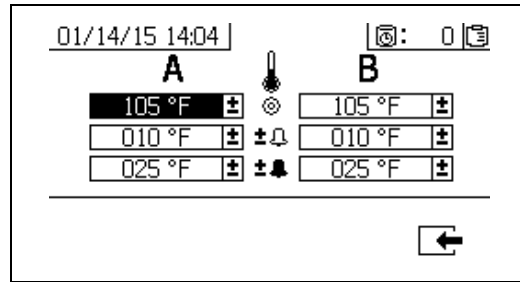 01/14/15 14:04 : 0
A B
105 °F ± 105 °F ±
010 °F ± ± 010 °F ±
025 °F ± ± 025 °F ±